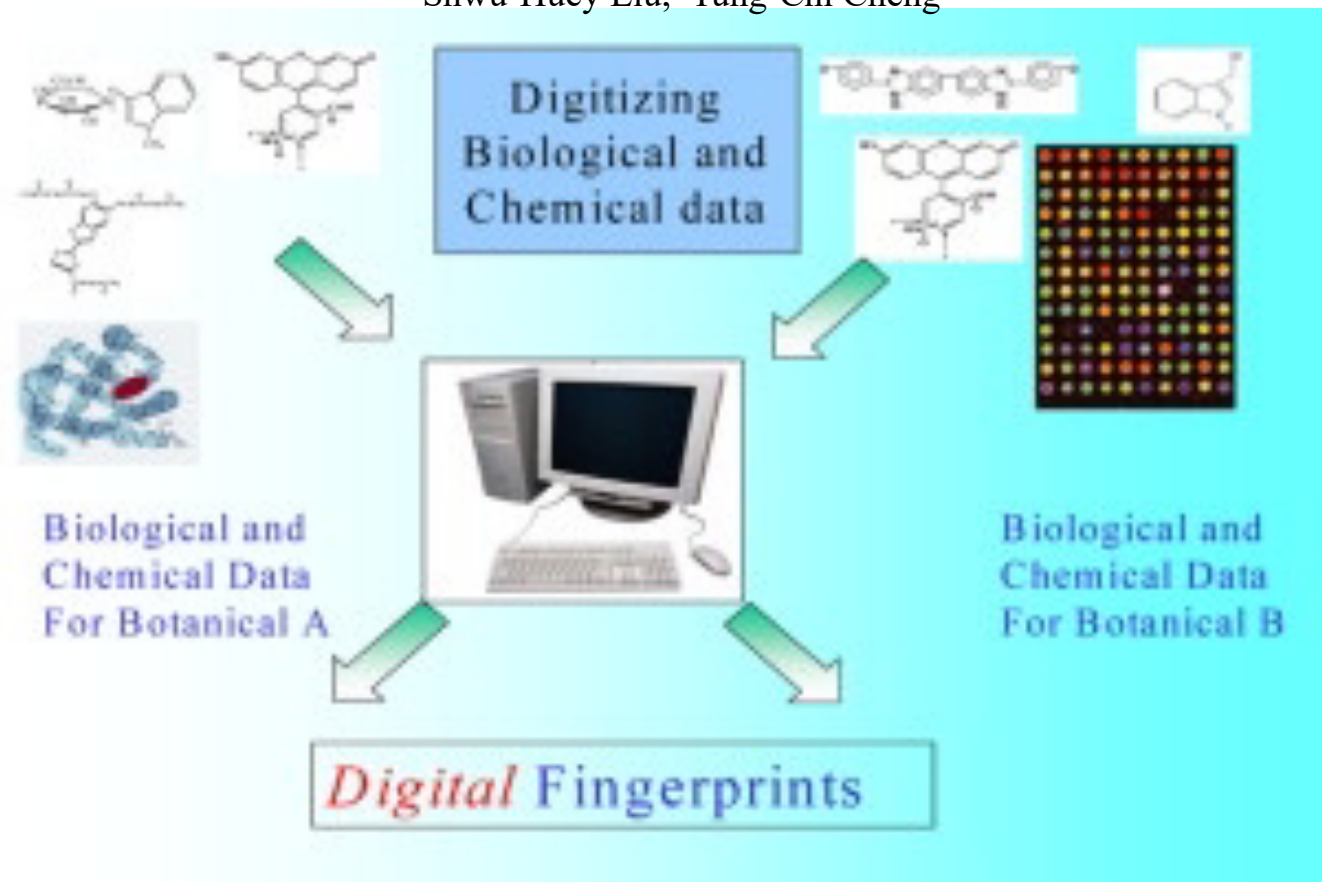 Digitizing
Biological and
Chemical data
Biological and
Chemical Data
For Botanical A
Biological and
Chemical Data
For Botanical B
Digital Fingerprints